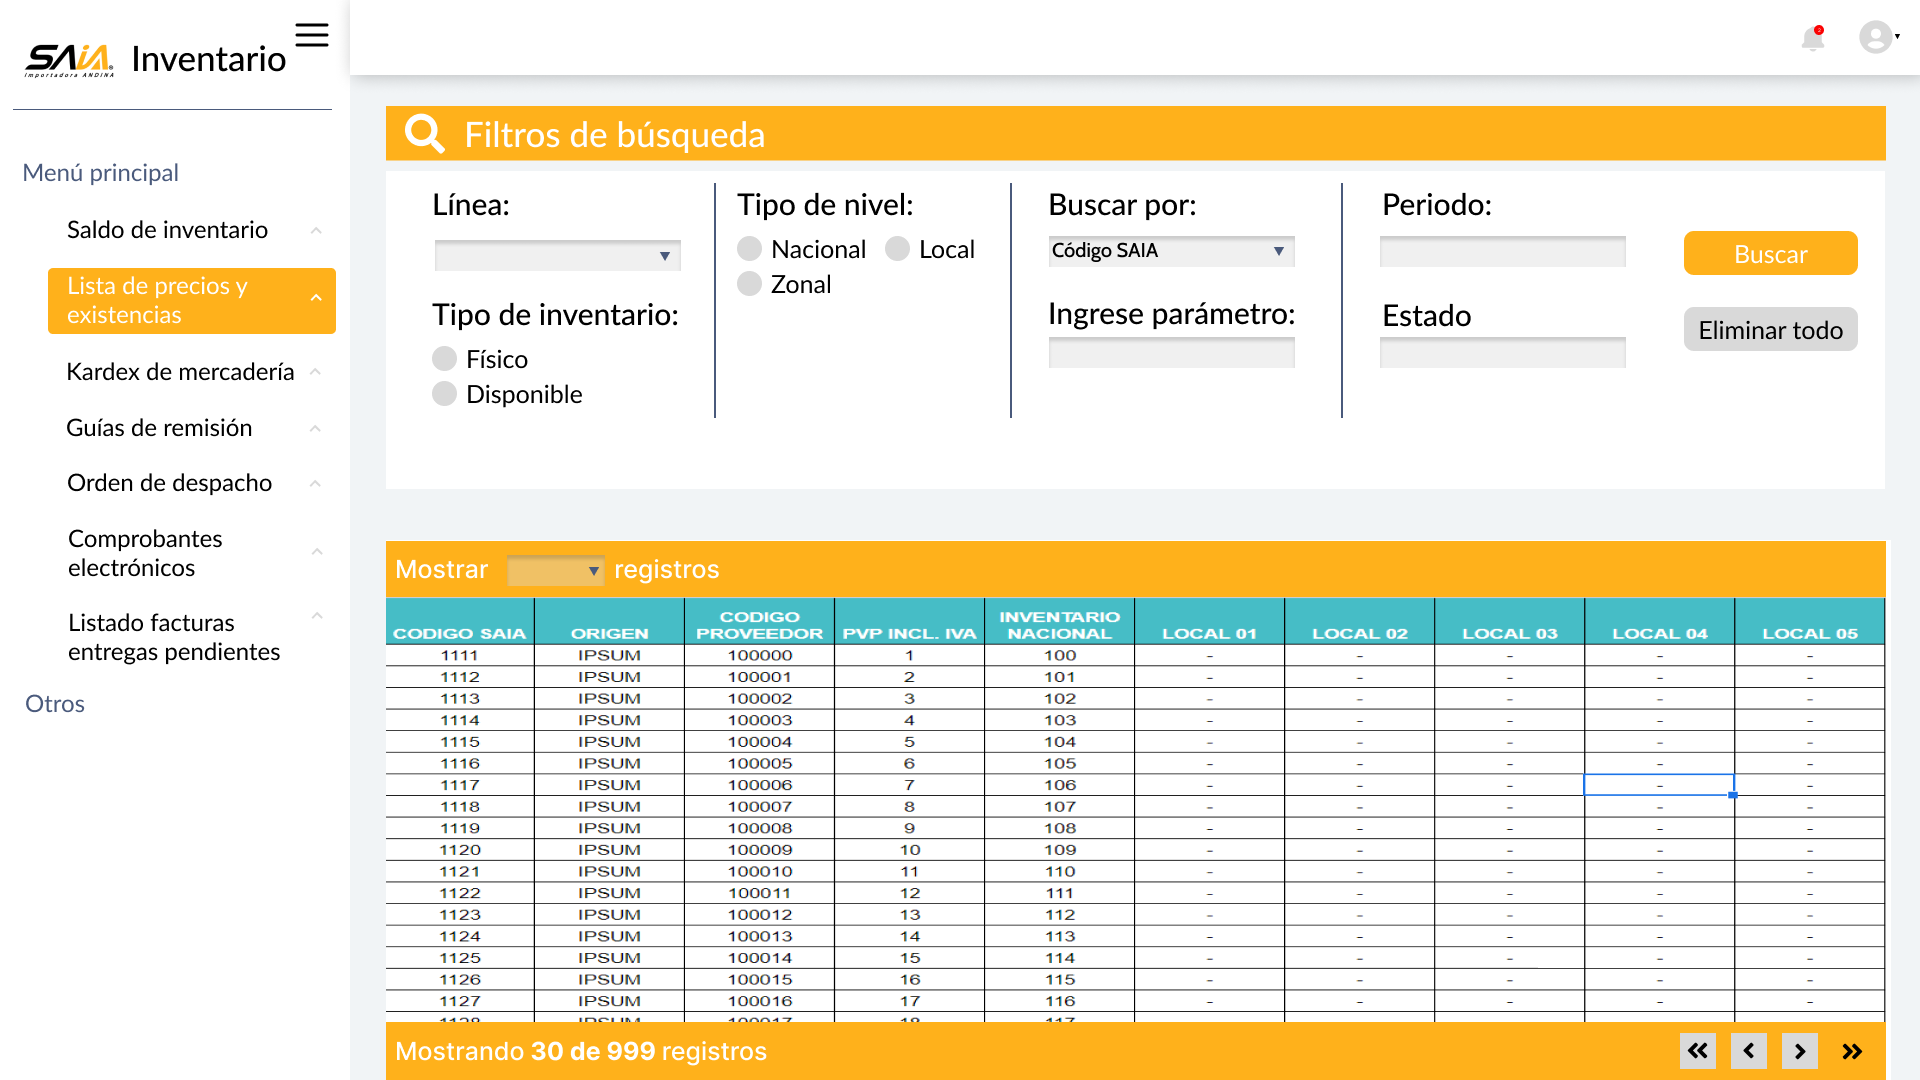 SAiA® Inventario
Importadora ANDINA
Menú principal
Saldo de inventario
Lista de precios y
existencias
Kardex de mercadería
Guías de remisión
Orden de despacho
Comprobantes
electrónicos
Listado facturas
entregas pendientes
Otros
Filtros de búsqueda
Línea:
Tipo de inventario:
Físico
Disponible
Tipo de nivel:
Nacional Local
Zonal
Buscar por:
Código SAIA
Ingrese parámetro:
Periodo:
Estado
Buscar
Eliminar todo
Mostrar registros
CODIGO SAIA ORIGEN CODIGO PROVEEDOR PVP INCL. IVA INVENTARIO NACIONAL LOCAL 01 LOCAL 02 LOCAL 03 LOCAL 04 LOCAL 05
1111 IPSUM 100000 1 100 - - - - -
1112 IPSUM 100001 2 101 - - - - -
1113 IPSUM 100002 3 102 - - - - -
1114 IPSUM 100003 4 103 - - - - -
1115 IPSUM 100004 5 104 - - - - -
1116 IPSUM 100005 6 105 - - - - -
1117 IPSUM 100006 7 106 - - - - -
1118 IPSUM 100007 8 107 - - - - -
1119 IPSUM 100008 9 108 - - - - -
1120 IPSUM 100009 10 109 - - - - -
1121 IPSUM 100010 11 110 - - - - -
1122 IPSUM 100011 12 111 - - - - -
1123 IPSUM 100012 13 112 - - - - -
1124 IPSUM 100013 14 113 - - - - -
1125 IPSUM 100014 15 114 - - - - -
1126 IPSUM 100015 16 115 - - - - -
1127 IPSUM 100016 17 116 - - - - -
1128 IPSUM 100017 18 117
Mostrando 30 de 999 registros